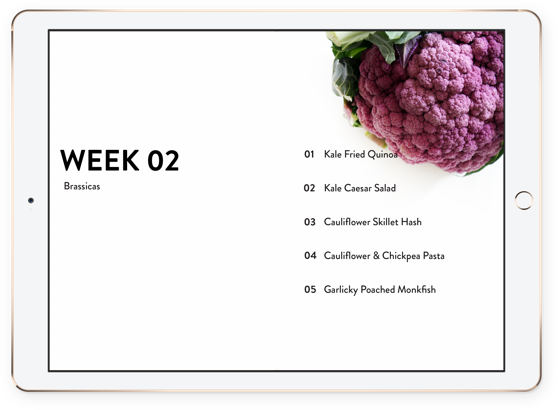 WEEK 02
Brassicas
01 Kale Fried Quinoa
02 Kale Caesar Salad
03 Cauliflower Skillet Hash
04 Cauliflower & Chickpea Pasta
05 Garlicky Poached Monkfish